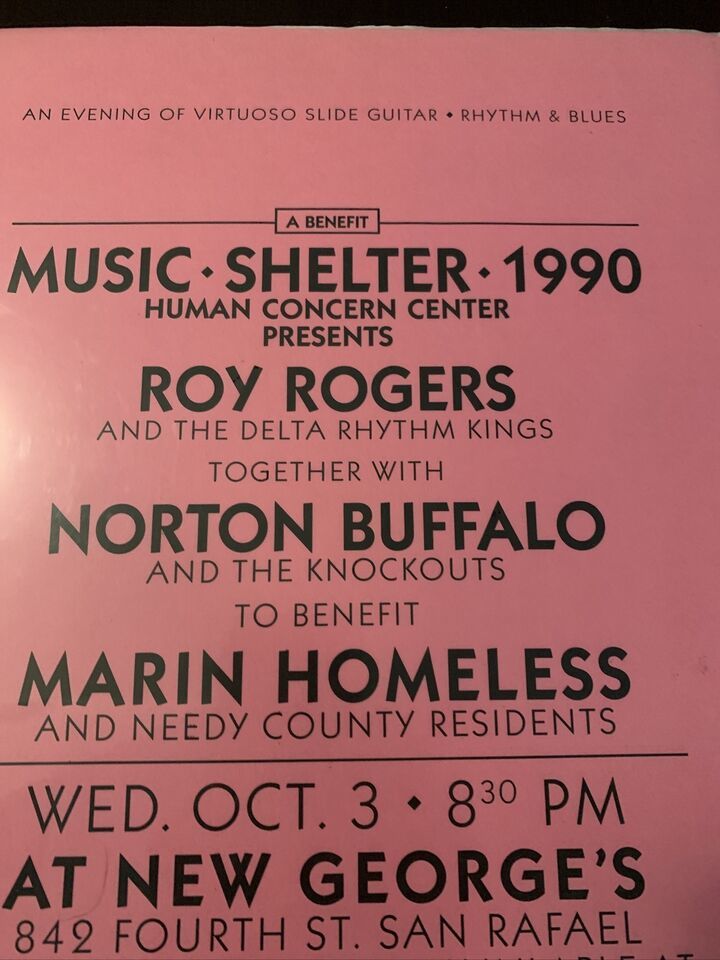 AN EVENING OF VIRTUOSO SLIDE GUITAR • RHYTHM & BLUES
A BENEFIT
MUSIC · SHELTER · 1990
HUMAN CONCERN CENTER
PRESENTS
ROY ROGERS
AND THE DELTA RHYTHM KINGS
TOGETHER WITH
NORTON BUFFALO
AND THE KNOCKOUTS
TO BENEFIT
MARIN HOMELESS
AND NEEDY COUNTY RESIDENTS
WED. OCT. 3 • 8³⁰ PM
AT NEW GEORGE'S
842 FOURTH ST. SAN RAFAEL